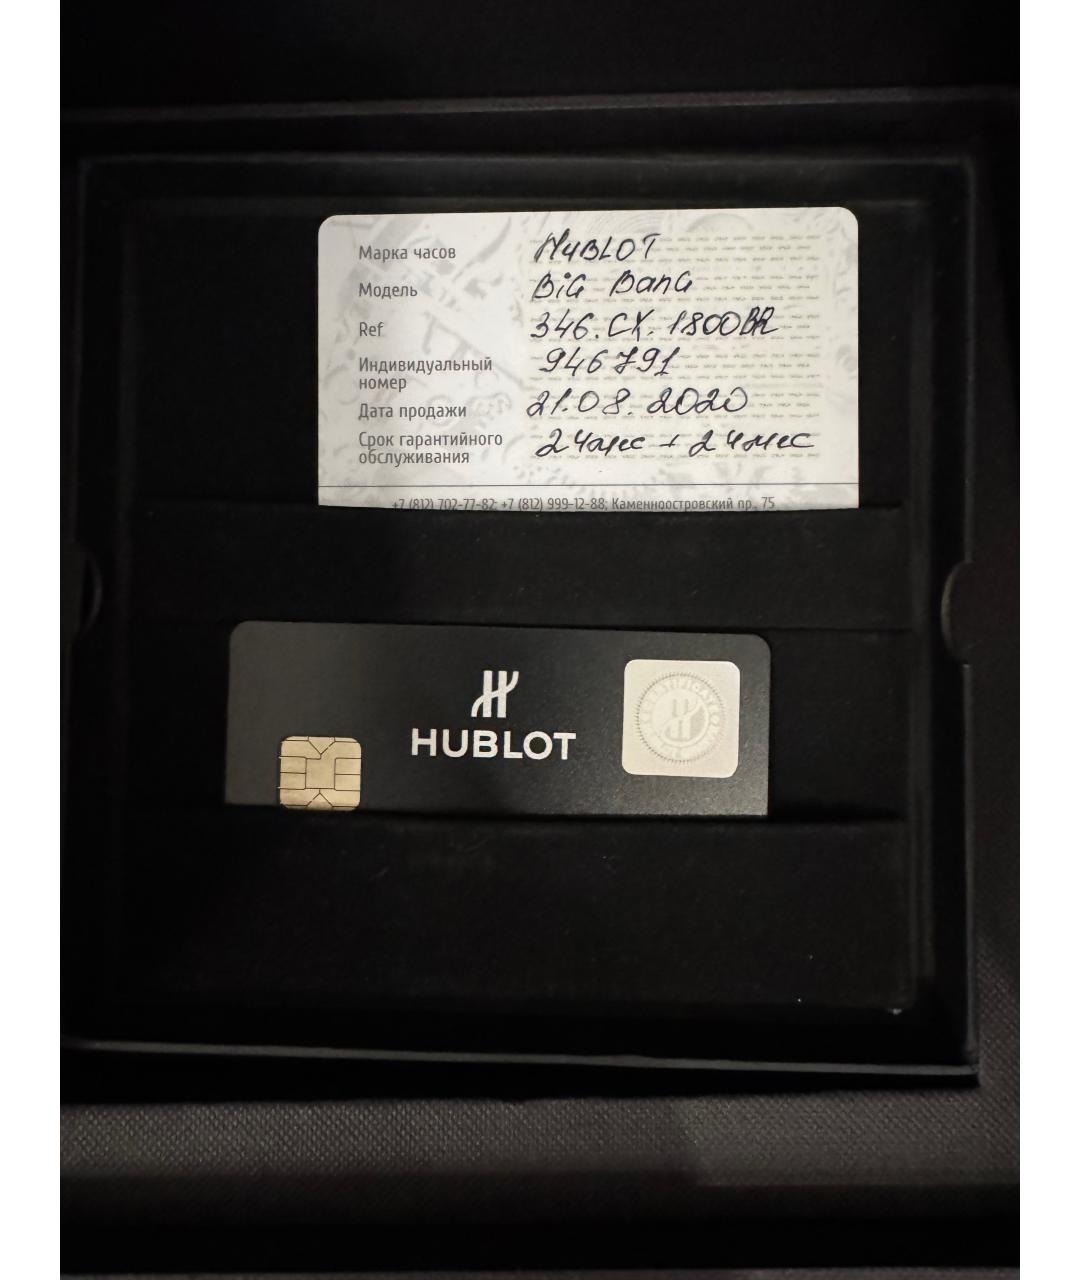 Марка часов HUBLOT
Модель BiG BanG
Ref 346.CX.1800BR
Индивидуальный
номер 946791
Дата продажи 21.08.2020
Срок гарантийного
обслуживания 24мес + 24мес
+7 (812) 702-77-82; +7 (812) 999-12-88; Каменноостровский пр., 75
HUBLOT